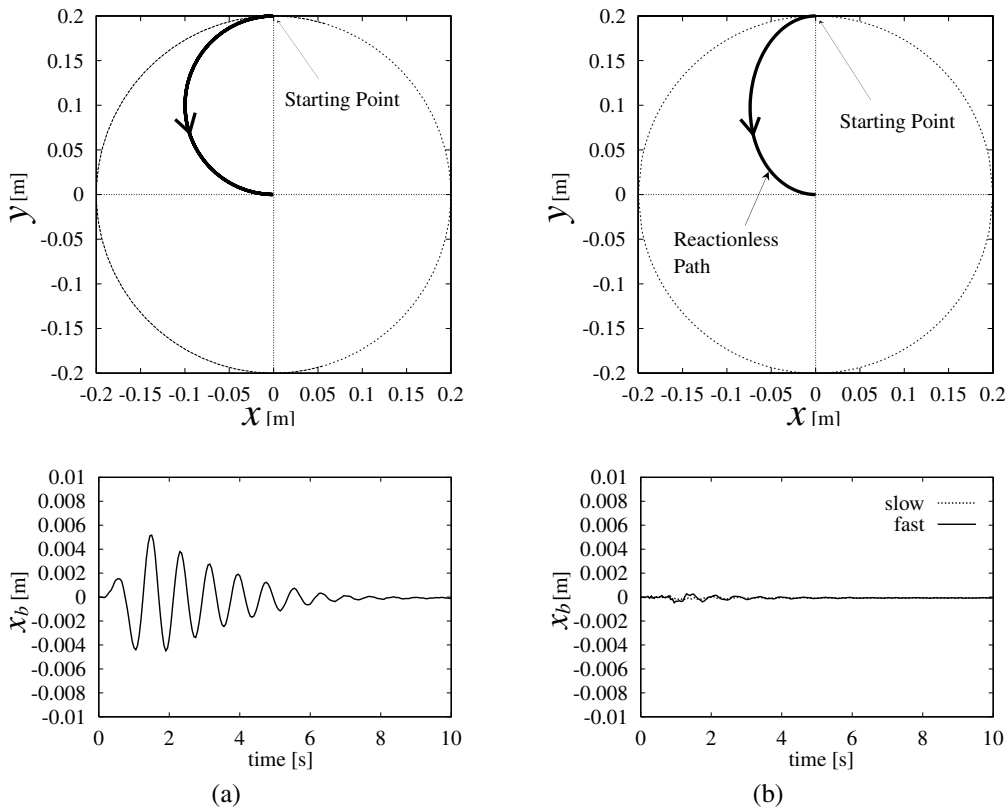 0.2
0.15
0.1
0.05
0
-0.05
-0.1
-0.15
-0.2
y [m]
Starting Point
-0.2 -0.15 -0.1 -0.05 0 0.05 0.1 0.15 0.2
x [m]
0.2
0.15
0.1
0.05
0
-0.05
-0.1
-0.15
-0.2
y [m]
Starting Point
Reactionless
Path
-0.2 -0.15 -0.1 -0.05 0 0.05 0.1 0.15 0.2
x [m]
0.01
0.008
0.006
0.004
0.002
0
-0.002
-0.004
-0.006
-0.008
-0.01
x_b [m]
0 2 4 6 8 10
time [s]
(a)
0.01
0.008
0.006
0.004
0.002
0
-0.002
-0.004
-0.006
-0.008
-0.01
x_b [m]
slow
fast
0 2 4 6 8 10
time [s]
(b)